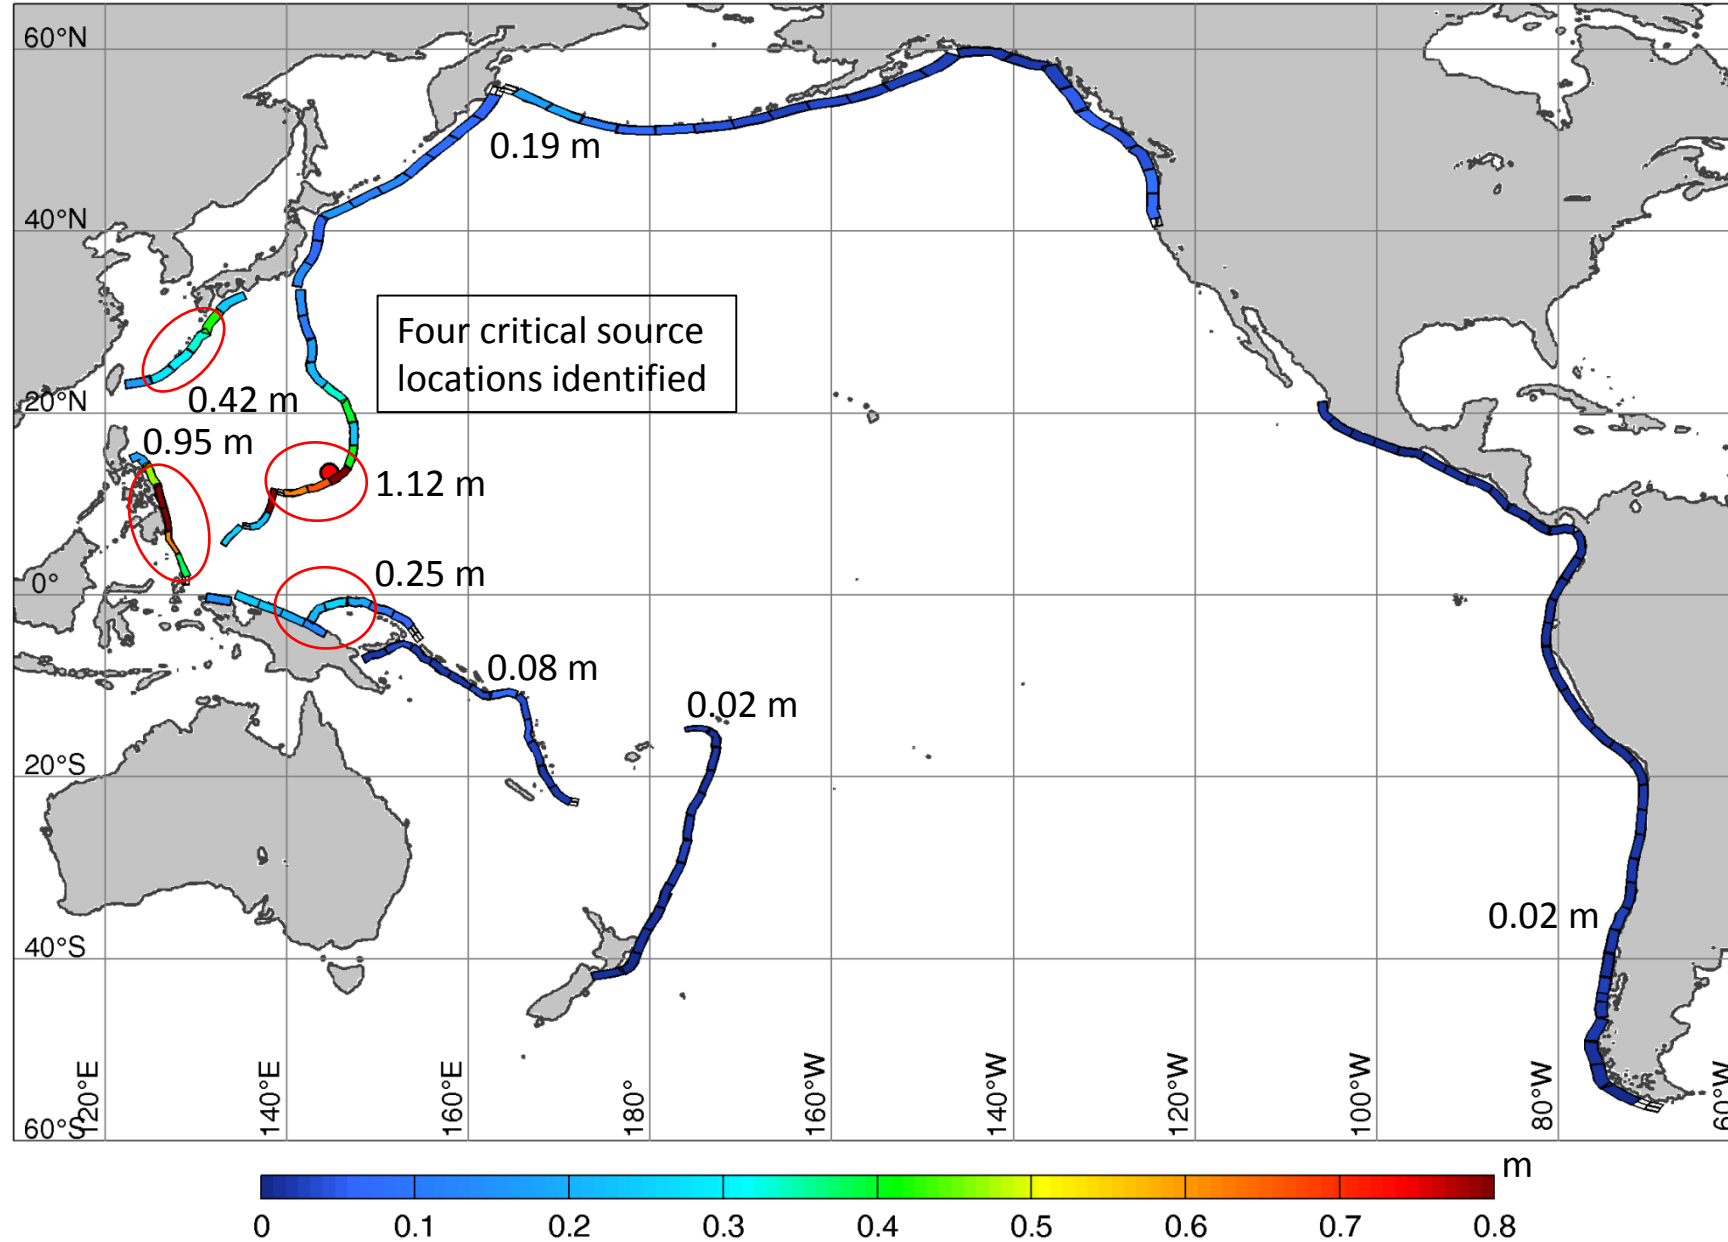 60°N
0.19 m
40°N
Four critical source
locations identified
0.42 m
20°N
0.95 m
1.12 m
0.25 m
0°
0.08 m
0.02 m
20°S
0.02 m
40°S
60°S
120°E
140°E
160°E
180°
160°W
140°W
120°W
100°W
80°W
60°W
m
0
0.1
0.2
0.3
0.4
0.5
0.6
0.7
0.8